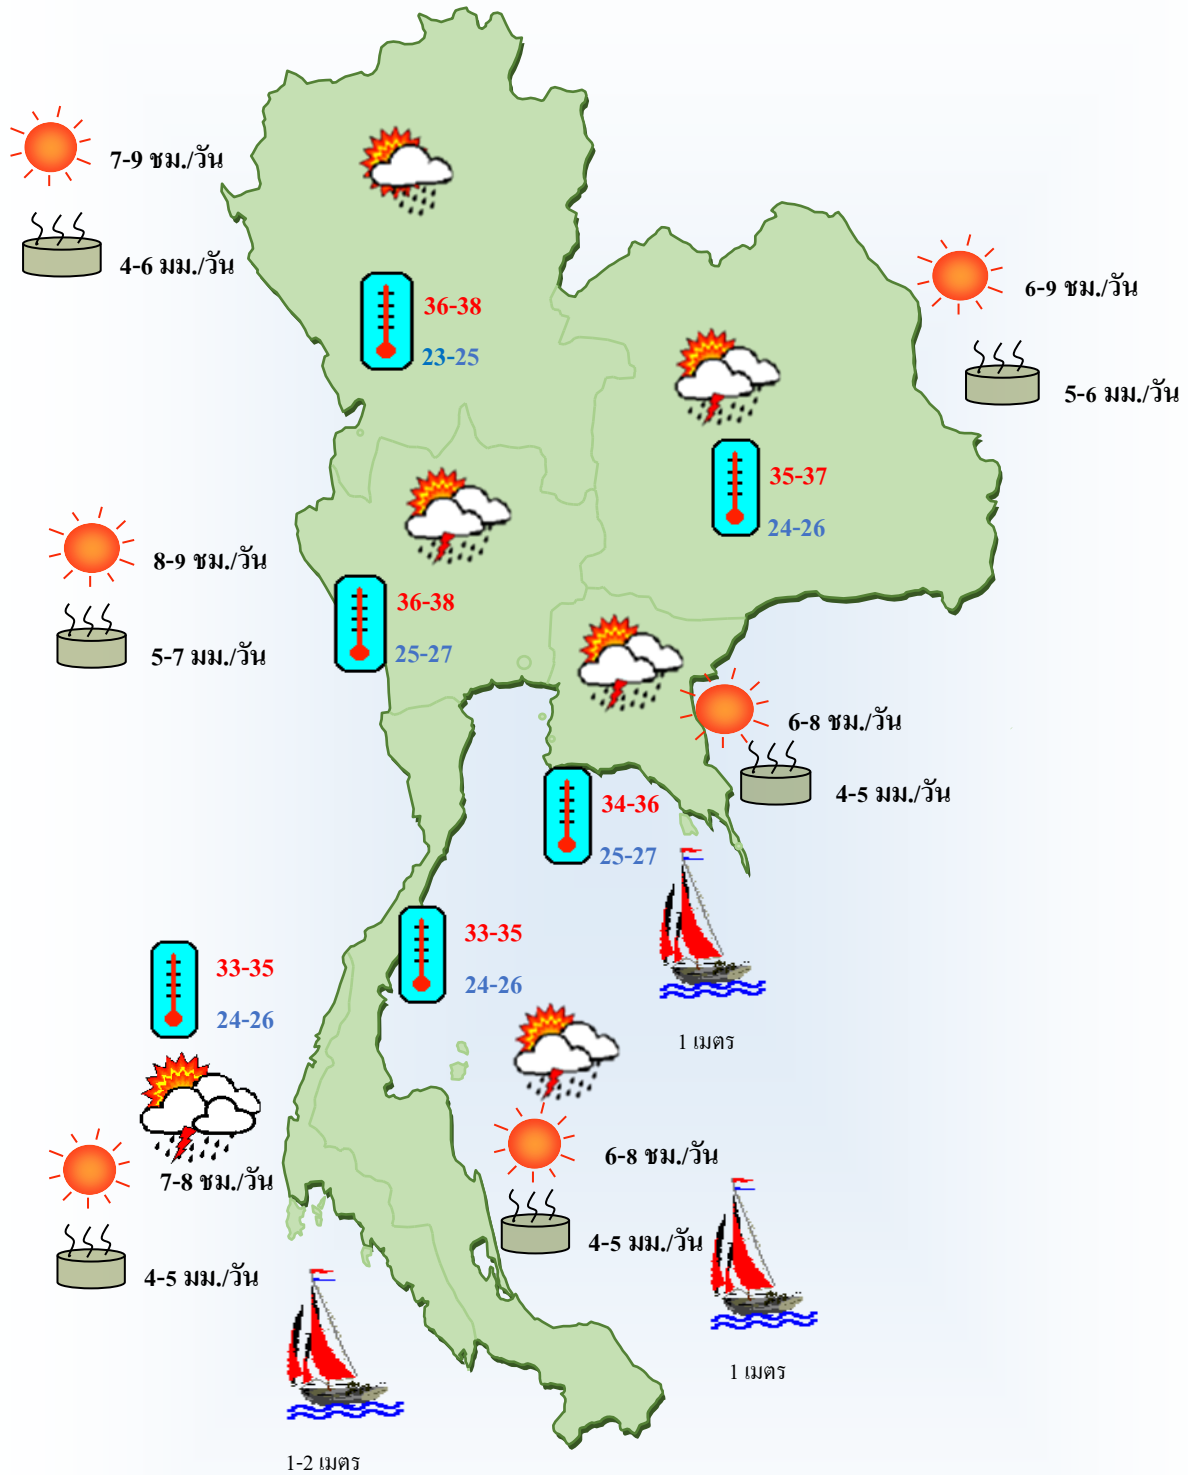 7-9 ชม./วัน
4-6 มม./วัน
6-9 ชม./วัน
36-38
23-25
5-6 มม./วัน
35-37
24-26
8-9 ชม./วัน
36-38
5-7 มม./วัน
25-27
6-8 ชม./วัน
4-5 มม./วัน
34-36
25-27
33-35
24-26
33-35
24-26
1 เมตร
7-8 ชม./วัน
6-8 ชม./วัน
4-5 มม./วัน
4-5 มม./วัน
1 เมตร
1-2 เมตร